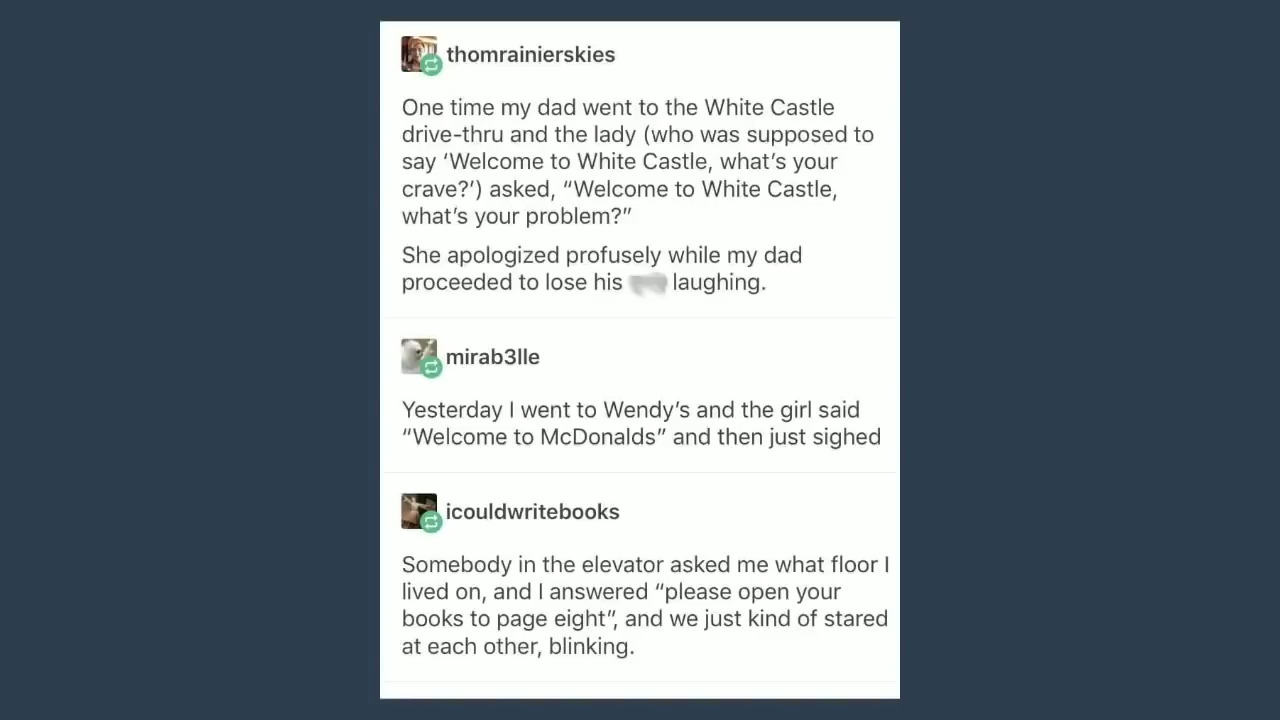 thomrainierskies
One time my dad went to the White Castle
drive-thru and the lady (who was supposed to
say ‘Welcome to White Castle, what’s your
crave?’) asked, “Welcome to White Castle,
what’s your problem?”
She apologized profusely while my dad
proceeded to lose his laughing.
mirab3lle
Yesterday I went to Wendy’s and the girl said
“Welcome to McDonalds” and then just sighed
icouldwritebooks
Somebody in the elevator asked me what floor I
lived on, and I answered “please open your
books to page eight”, and we just kind of stared
at each other, blinking.